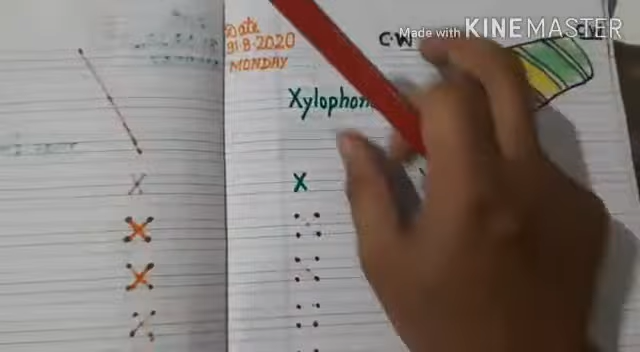 Made with KINEMASTER
Date
31·8·2020
MONDAY
C·W
Xylophon
X
X
X
X
X